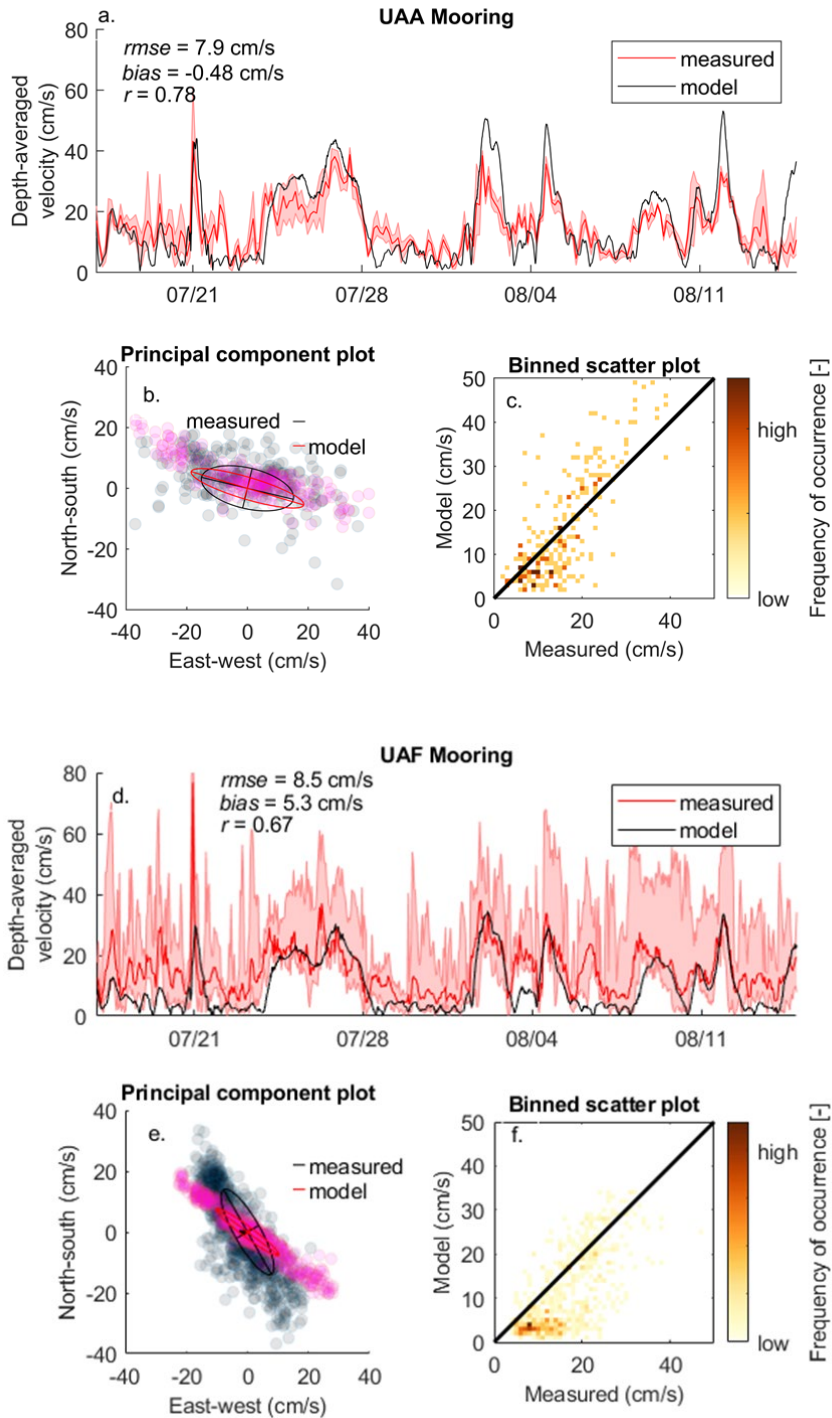 a.
UAA Mooring
rmse = 7.9 cm/s
bias = -0.48 cm/s
r = 0.78
measured
model
Depth-averaged
velocity (cm/s)
80
60
40
20
0
07/21
07/28
08/04
08/11
Principal component plot
b.
measured
model
North-south (cm/s)
40
20
0
-20
-40
-40
-20
0
20
40
East-west (cm/s)
Binned scatter plot
c.
Model (cm/s)
50
40
30
20
10
0
0
20
40
Measured (cm/s)
high
low
Frequency of occurrence [-]
UAF Mooring
d.
rmse = 8.5 cm/s
bias = 5.3 cm/s
r = 0.67
measured
model
Depth-averaged
velocity (cm/s)
80
60
40
20
0
07/21
07/28
08/04
08/11
Principal component plot
e.
measured
model
North-south (cm/s)
40
20
0
-20
-40
-40
-20
0
20
40
East-west (cm/s)
Binned scatter plot
f.
Model (cm/s)
50
40
30
20
10
0
0
20
40
Measured (cm/s)
high
low
Frequency of occurrence [-]